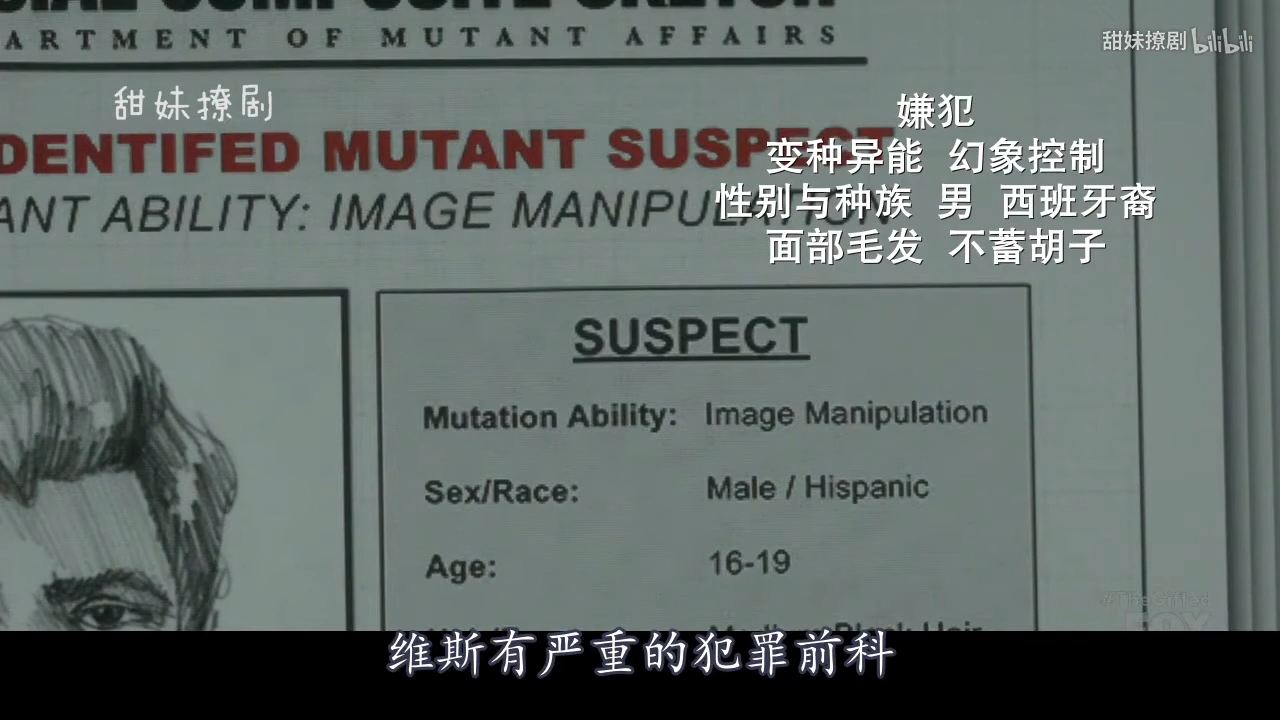 ARTMENT OF MUTANT AFFAIRS
甜妹撩剧 bilibili
甜妹撩剧
嫌犯
变种异能 幻象控制
性别与种族 男 西班牙裔
面部毛发 不蓄胡子
DENTIFED MUTANT SUSPECT
ANT ABILITY: IMAGE MANIPULATION
SUSPECT
Mutation Ability: Image Manipulation
Sex/Race: Male / Hispanic
Age: 16-19
维斯有严重的犯罪前科